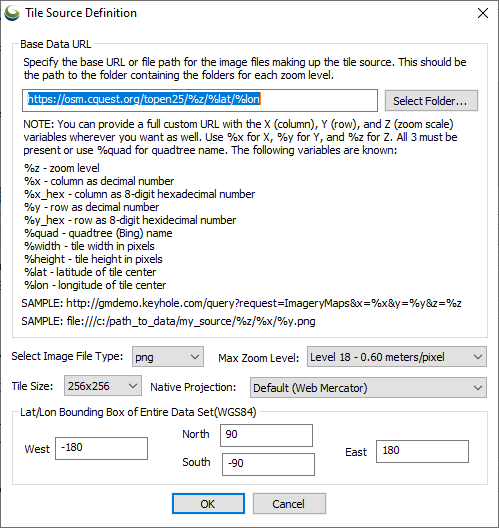 Tile Source Definition
Base Data URL
Specify the base URL or file path for the image files making up the tile source. This should be
the path to the folder containing the folders for each zoom level.
https://osm.cquest.org/topen25/%z/%lat/%lon
Select Folder...
NOTE: You can provide a full custom URL with the X (column), Y (row), and Z (zoom scale)
variables wherever you want as well. Use %x for X, %y for Y, and %z for Z. All 3 must be
present or use %quad for quadtree name. The following variables are known:
%z - zoom level
%x - column as decimal number
%x_hex - column as 8-digit hexadecimal number
%y - row as decimal number
%y_hex - row as 8-digit hexidecimal number
%quad - quadtree (Bing) name
%width - tile width in pixels
%height - tile height in pixels
%lat - latitude of tile center
%lon - longitude of tile center
SAMPLE: http://gmdemo.keyhole.com/query?request=ImageryMaps&x=%x&y=%y&z=%z
SAMPLE: file:///c:/path_to_data/my_source/%z/%x/%y.png
Select Image File Type: png Max Zoom Level: Level 18 - 0.60 meters/pixel
Tile Size: 256x256 Native Projection: Default (Web Mercator)
Lat/Lon Bounding Box of Entire Data Set(WGS84)
North 90
West -180
East 180
South -90
OK Cancel